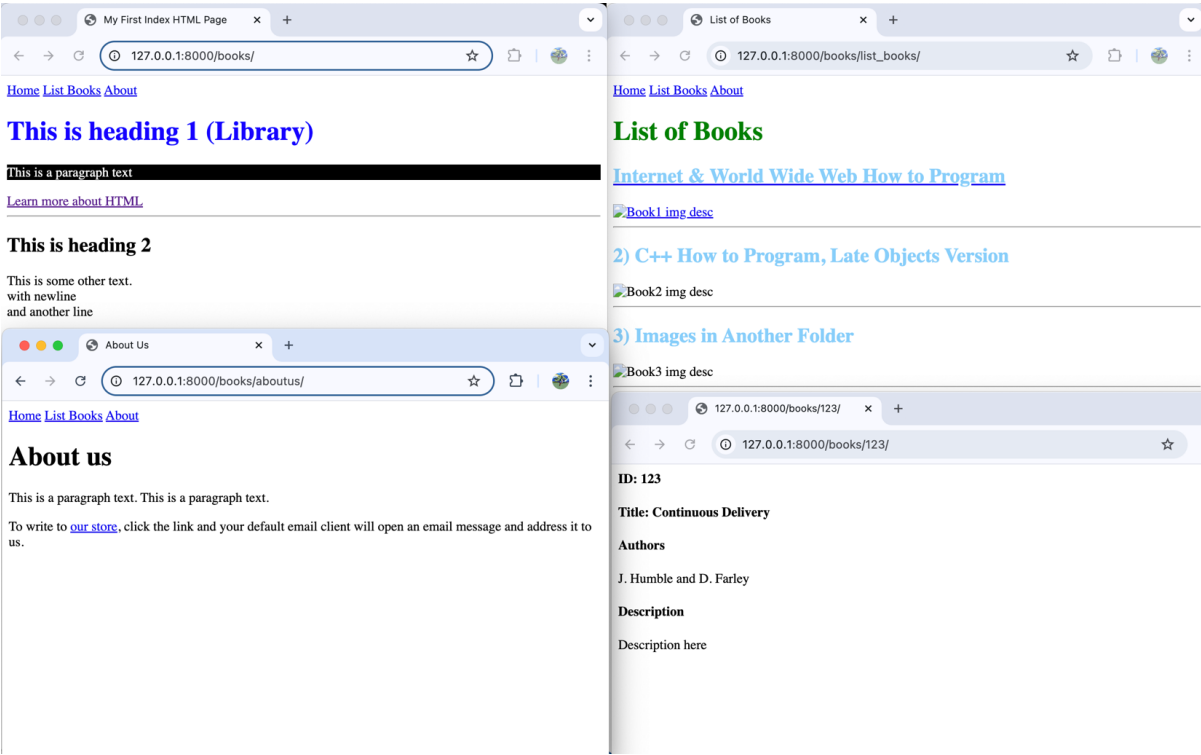 My First Index HTML Page
127.0.0.1:8000/books/
Home List Books About
This is heading 1 (Library)
This is a paragraph text
Learn more about HTML
This is heading 2
This is some other text.
with newline
and another line
List of Books
127.0.0.1:8000/books/list_books/
Home List Books About
List of Books
Internet & World Wide Web How to Program
Book1 img desc
2) C++ How to Program, Late Objects Version
Book2 img desc
3) Images in Another Folder
Book3 img desc
About Us
127.0.0.1:8000/books/aboutus/
Home List Books About
About us
This is a paragraph text. This is a paragraph text.
To write to our store, click the link and your default email client will open an email message and address it to
us.
127.0.0.1:8000/books/123/
127.0.0.1:8000/books/123/
ID: 123
Title: Continuous Delivery
Authors
J. Humble and D. Farley
Description
Description here